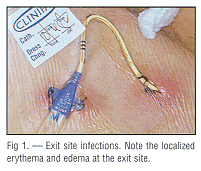 CLINI
Cath.
Dress
Chng.
Fig 1. — Exit site infections. Note the localized
erythema and edema at the exit site.